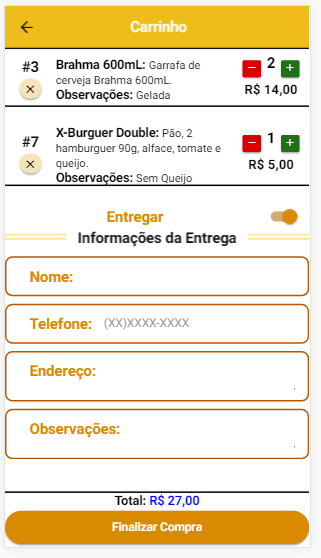 Carrinho
#3 Brahma 600mL: Garrafa de
cerveja Brahma 600mL.
Observações: Gelada
− 2 +
R$ 14,00
#7 X-Burguer Double: Pão, 2
hamburguer 90g, alface, tomate e
queijo.
Observações: Sem Queijo
− 1 +
R$ 5,00
Entregar
Informações da Entrega
Nome:
Telefone: (XX)XXXX-XXXX
Endereço:
Observações:
Total: R$ 27,00
Finalizar Compra